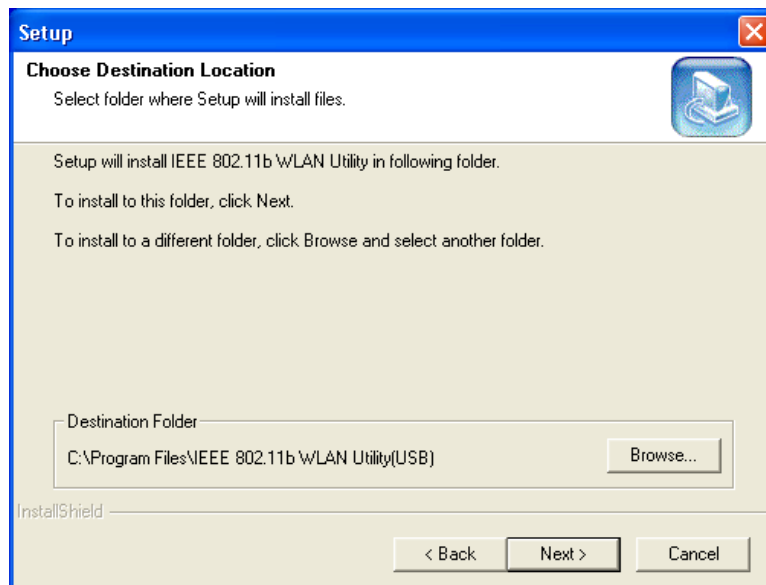 Setup
Choose Destination Location
Select folder where Setup will install files.
Setup will install IEEE 802.11b WLAN Utility in following folder.
To install to this folder, click Next.
To install to a different folder, click Browse and select another folder.
Destination Folder
C:\Program Files\IEEE 802.11b WLAN Utility(USB)
Browse...
InstallShield
< Back
Next >
Cancel